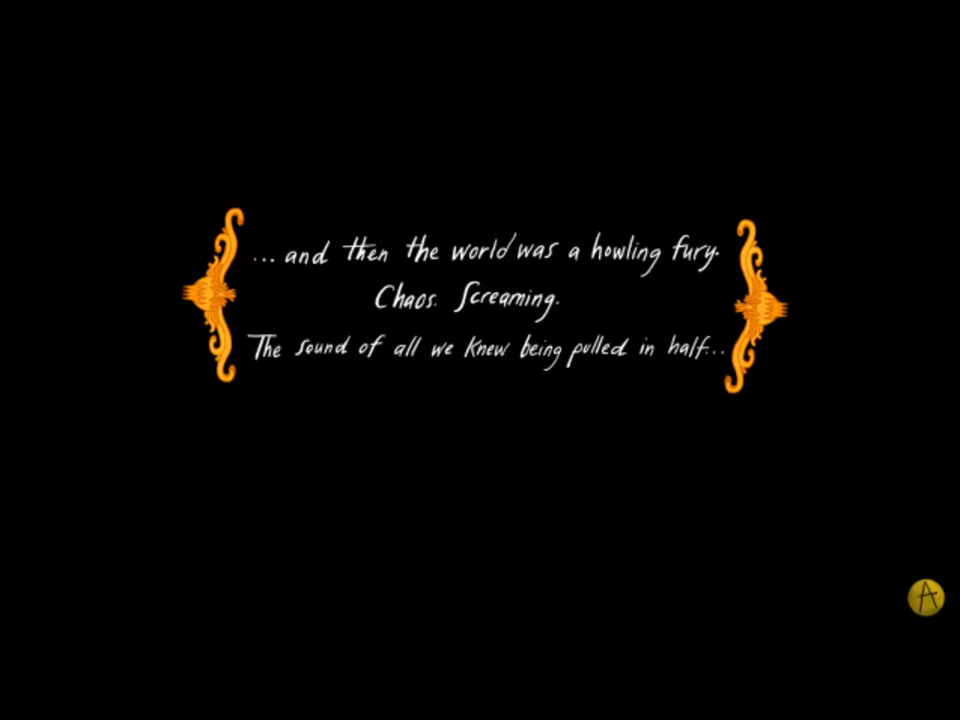 ...and then the world was a howling fury.
Chaos. Screaming.
The sound of all we knew being pulled in half...
A